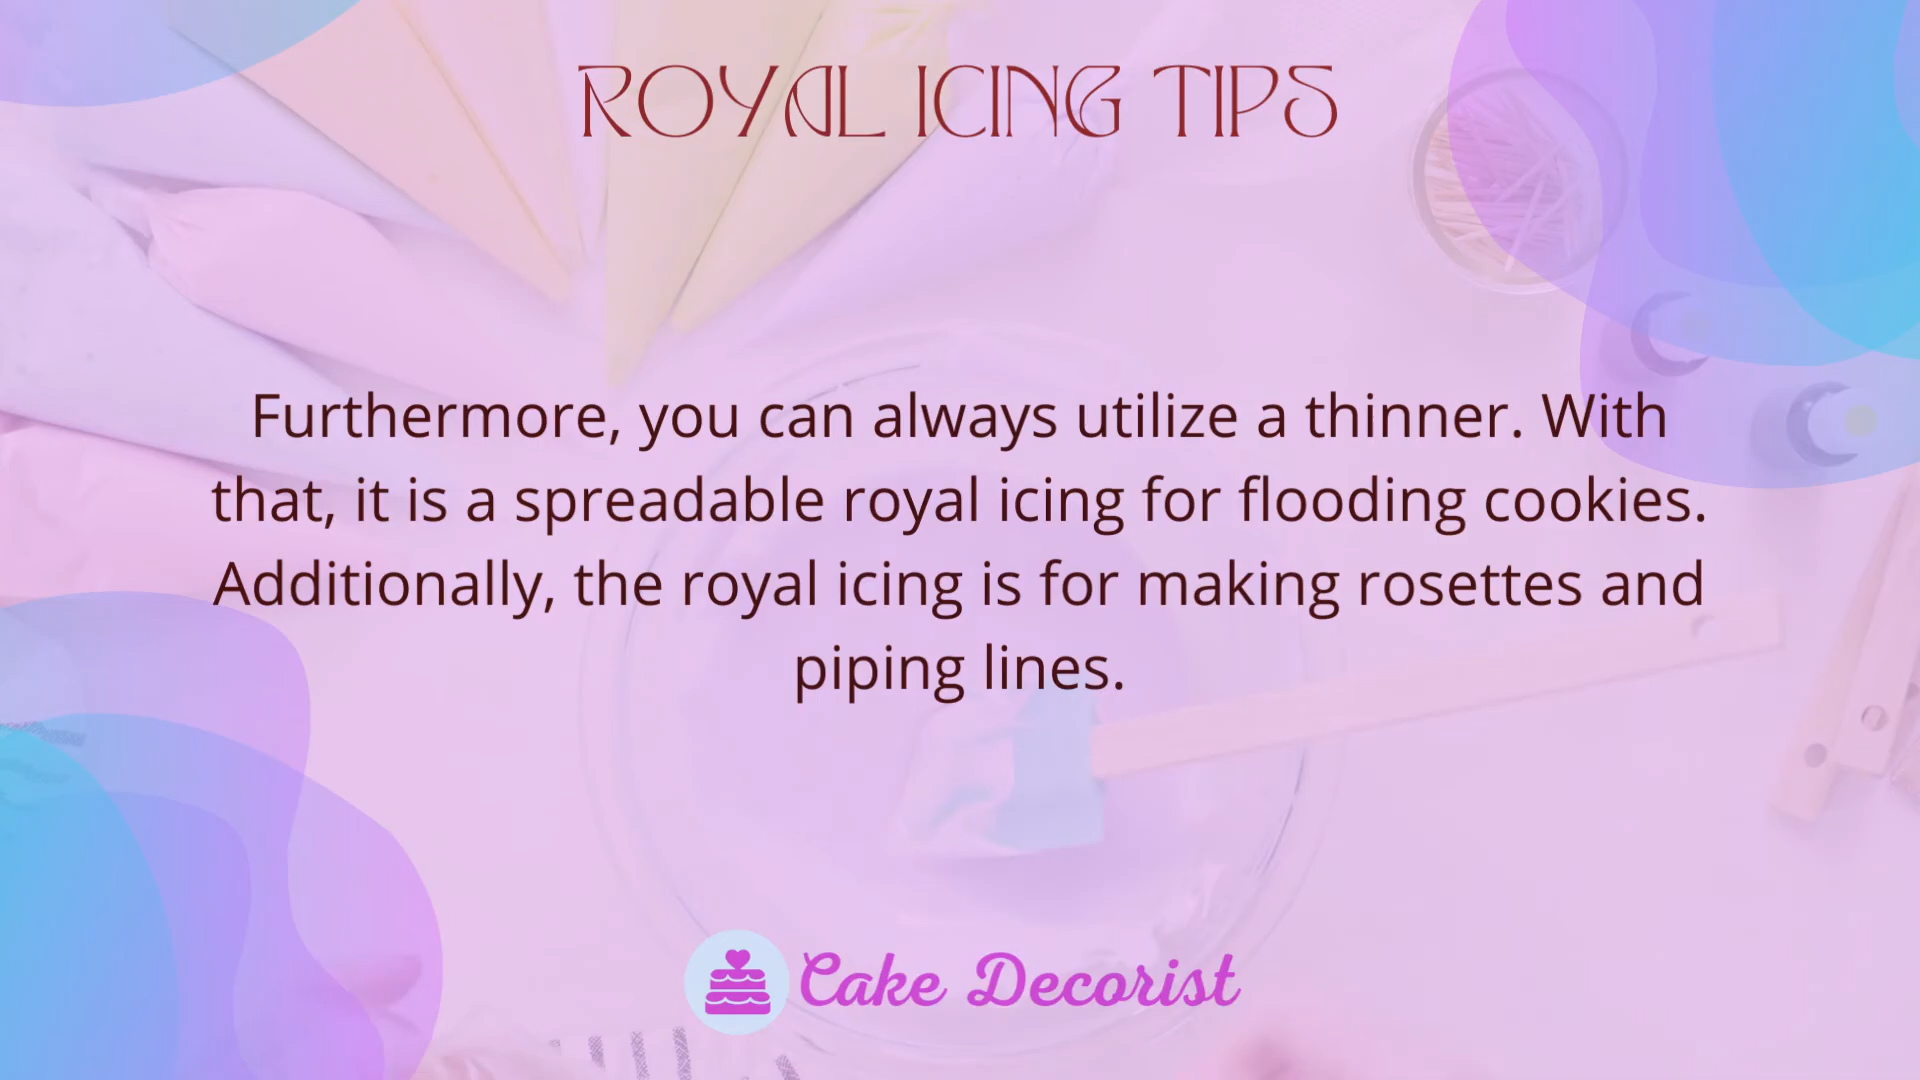 ROYAL ICING TIPS
Furthermore, you can always utilize a thinner. With
that, it is a spreadable royal icing for flooding cookies.
Additionally, the royal icing is for making rosettes and
piping lines.
Cake Decorist